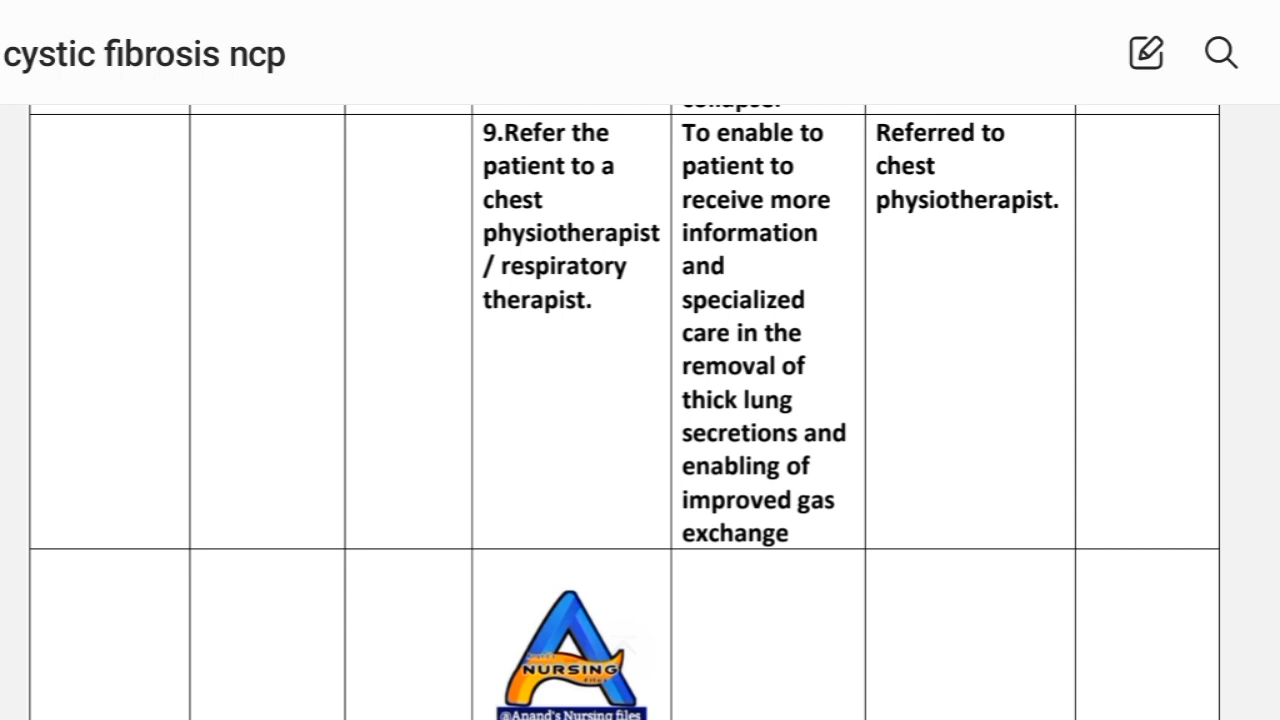 cystic fibrosis ncp
collapse.
9.Refer the
patient to a
chest
physiotherapist
/ respiratory
therapist.
To enable to
patient to
receive more
information
and
specialized
care in the
removal of
thick lung
secretions and
enabling of
improved gas
exchange
Referred to
chest
physiotherapist.
NURSING
files
@Anand's Nursing files